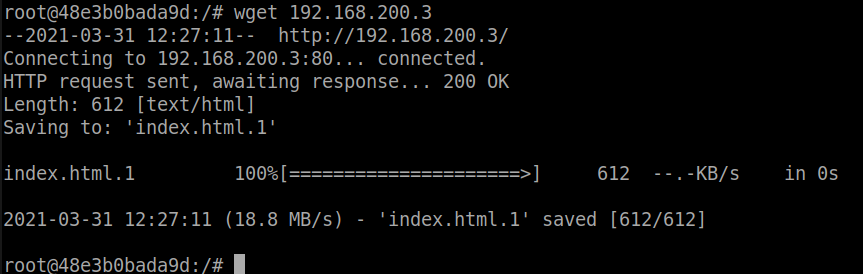 root@48e3b0bada9d:/# wget 192.168.200.3
--2021-03-31 12:27:11--  http://192.168.200.3/
Connecting to 192.168.200.3:80... connected.
HTTP request sent, awaiting response... 200 OK
Length: 612 [text/html]
Saving to: 'index.html.1'
index.html.1         100%[=====================>]     612  --.-KB/s    in 0s
2021-03-31 12:27:11 (18.8 MB/s) - 'index.html.1' saved [612/612]
root@48e3b0bada9d:/#